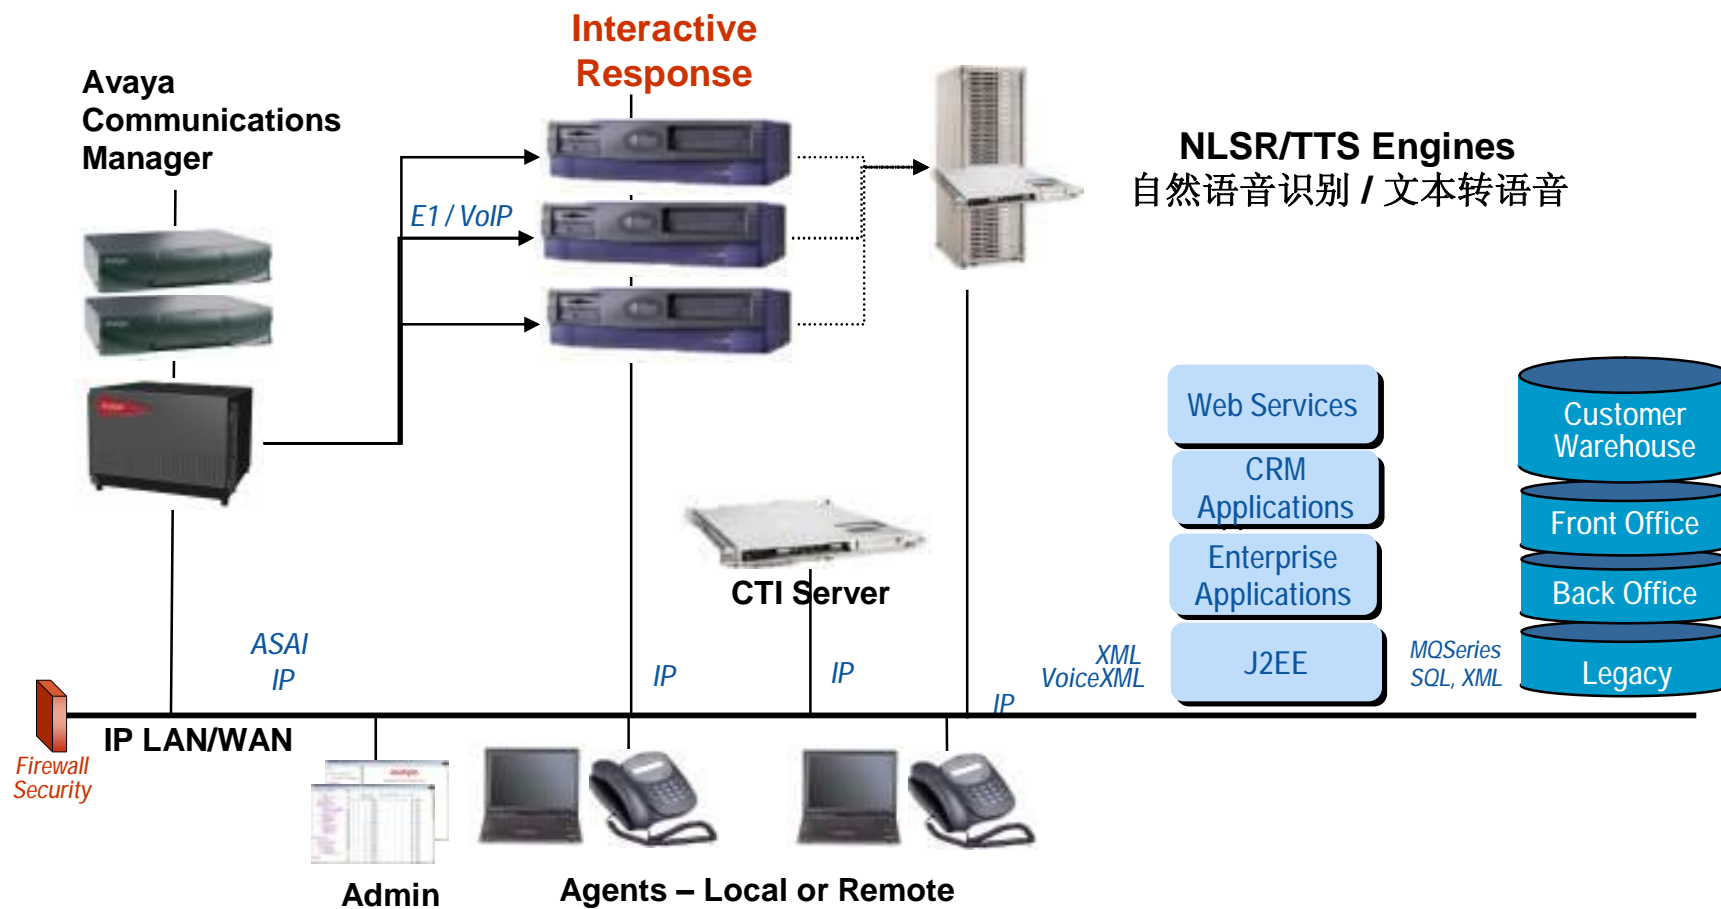 Interactive
Response
Avaya
Communications
Manager
NLSR/TTS Engines
自然语音识别 / 文本转语音
E1 / VoIP
Web Services
CRM
Applications
Enterprise
Applications
J2EE
Customer
Warehouse
Front Office
Back Office
Legacy
CTI Server
ASAI
IP
IP
IP
XML
VoiceXML
IP
MQSeries
SQL, XML
IP LAN/WAN
Firewall
Security
Admin
Agents – Local or Remote